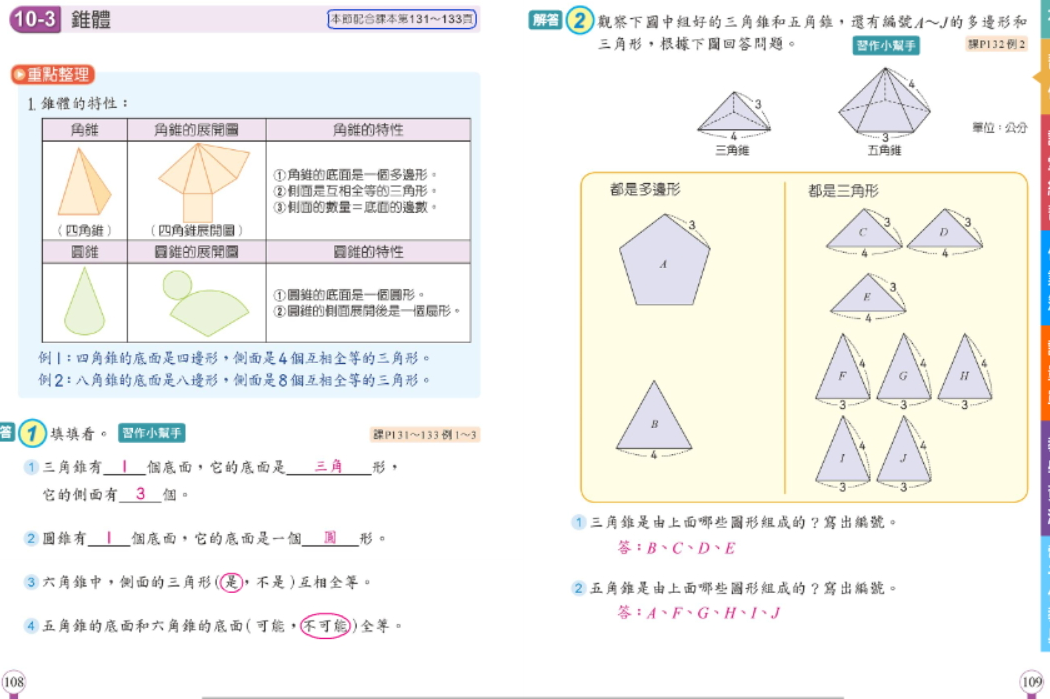 10-3 錐體
本節配合課本第131～133頁
重點整理
1. 錐體的特性：
角錐 角錐的展開圖 角錐的特性
①角錐的底面是一個多邊形。
②側面是互相全等的三角形。
③側面的數量＝底面的邊數。
(四角錐) (四角錐展開圖)
圓錐 圓錐的展開圖 圓錐的特性
①圓錐的底面是一個圓形。
②圓錐的側面展開後是一個扇形。
例1：四角錐的底面是四邊形，側面是4個互相全等的三角形。
例2：八角錐的底面是八邊形，側面是8個互相全等的三角形。
答 1 填填看。 習作小幫手 課P131～133例1～3
1 三角錐有 1 個底面，它的底面是 三角 形，
它的側面有 3 個。
2 圓錐有 1 個底面，它的底面是一個 圓 形。
3 六角錐中，側面的三角形(是，不是)互相全等。
4 五角錐的底面和六角錐的底面(可能，不可能)全等。
108
解答 2 觀察下圖中組好的三角錐和五角錐，還有編號A～J的多邊形和
三角形，根據下圖回答問題。 習作小幫手 課P132例2
3
4
三角錐
4
3
五角錐
單位：公分
都是多邊形
A 3
B
4
都是三角形
C 3 D 3
4 4
E 3
4
F 4 G 4 H 4
3 3 3
I 4 J 4
3 3
1 三角錐是由上面哪些圖形組成的？寫出編號。
答：B、C、D、E
2 五角錐是由上面哪些圖形組成的？寫出編號。
答：A、F、G、H、I、J
109